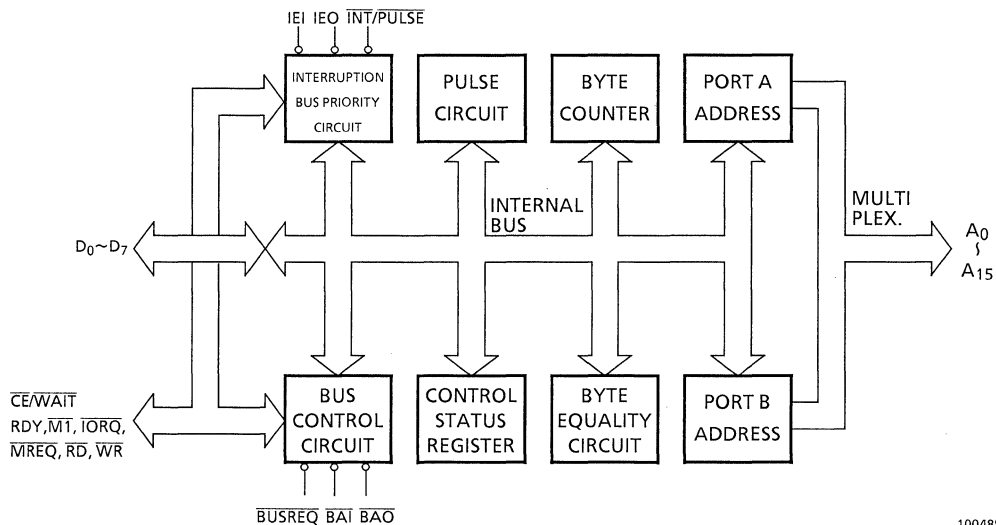 IEI IEO INT/PULSE
INTERRUPTION
BUS PRIORITY
CIRCUIT
PULSE
CIRCUIT
BYTE
COUNTER
PORT A
ADDRESS
INTERNAL
BUS
MULTI
PLEX.
D0~D7
A0
~
A15
CE/WAIT
RDY, M1, IORQ,
MREQ, RD, WR
BUS
CONTROL
CIRCUIT
CONTROL
STATUS
REGISTER
BYTE
EQUALITY
CIRCUIT
PORT B
ADDRESS
BUSREQ BAI BAO